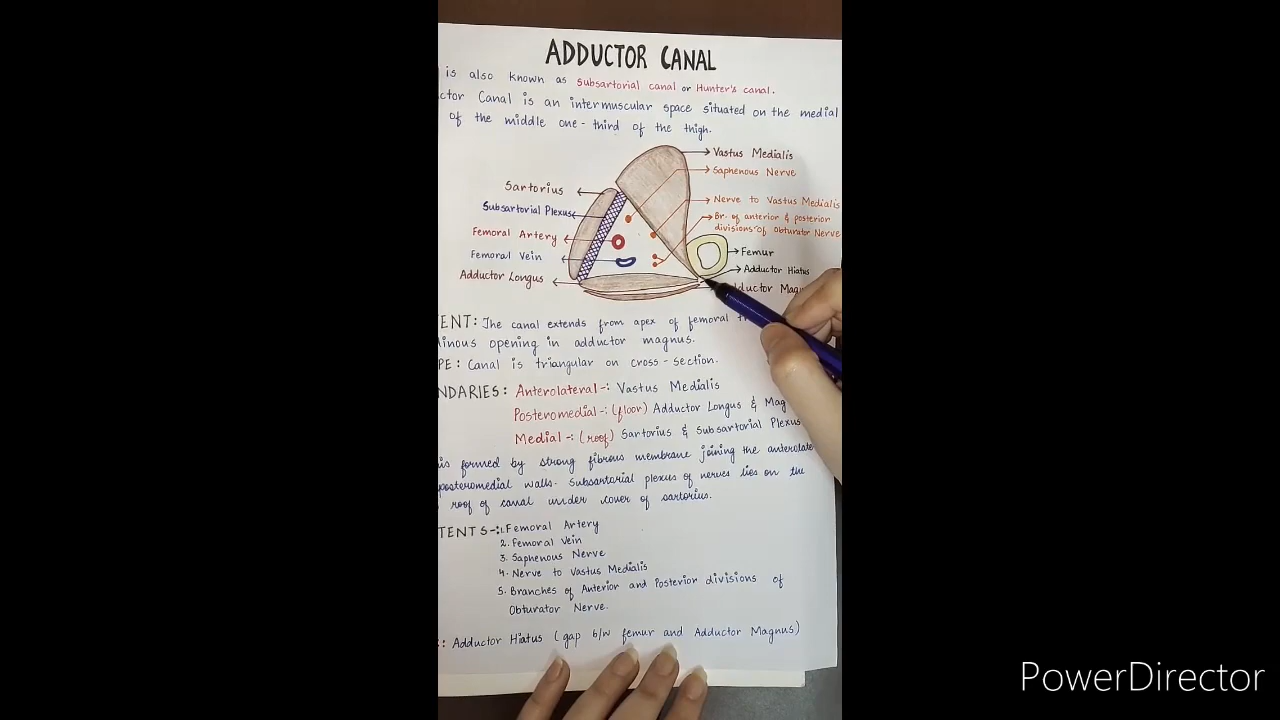 ADDUCTOR CANAL
is also known as subsartorial canal or Hunter's canal.
ctor Canal is an intermuscular space situated on the medial
of the middle one-third of the thigh.
Vastus Medialis
Saphenous Nerve
Sartorius
Nerve to Vastus Medialis
Subsartorial Plexus
Br. of anterior & posterior
divisions of Obturator Nerve
Femoral Artery
Femoral Vein
Femur
Adductor Hiatus
Adductor Longus
dductor Mag
ENT: The canal extends from apex of femoral
inous opening in adductor magnus.
PE: Canal is triangular on cross-section.
NDARIES: Anterolateral-: Vastus Medialis
Posteromedial-: (floor) Adductor Longus & Mag
Medial-: (roof) Sartorius & Subsartorial Plexus
is formed by strong fibrous membrane joining the anterolate
posteromedial walls. Subsartorial plexus of nerves lies on the
roof of canal under cover of sartorius.
TENTS-: 1. Femoral Artery
2. Femoral Vein
3. Saphenous Nerve
4. Nerve to Vastus Medialis
5. Branches of Anterior and Posterior divisions of
Obturator Nerve.
: Adductor Hiatus (gap b/w femur and Adductor Magnus)
PowerDirector